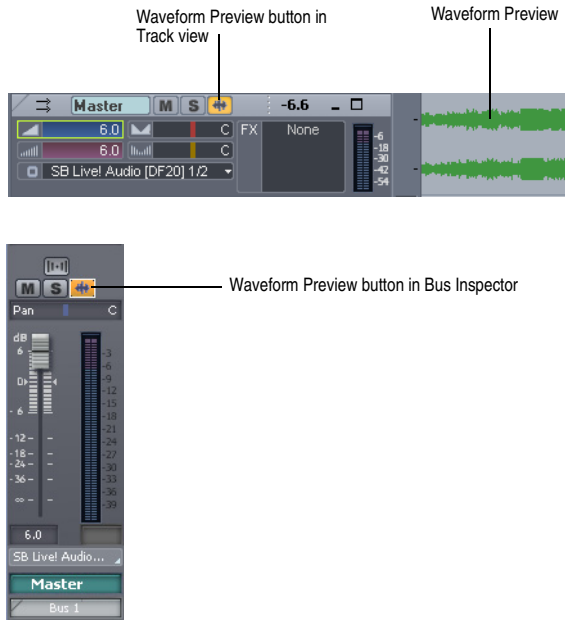 Waveform Preview button in
Track view
Waveform Preview
Master M S -6.6
6.0 C FX None
6.0 C
SB Live! Audio [DF20] 1/2
-6
-18
-30
-42
-54
Waveform Preview button in Bus Inspector
M S
Pan C
dB
6
0
-6
-12
-18
-24
-36
∞
-3
-6
-9
-12
-15
-18
-21
-24
-27
-30
-33
-36
-39
6.0
SB Live! Audio...
Master
Bus 1